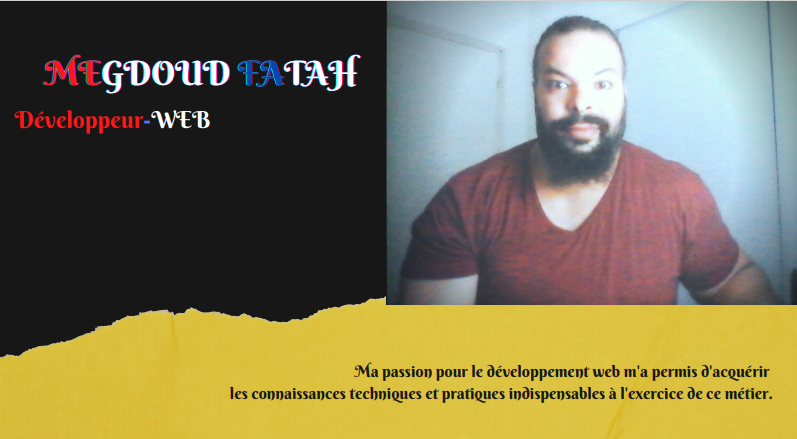 MEGDOUD FATAH
Développeur-WEB
Ma passion pour le développement web m'a permis d'acquérir
les connaissances techniques et pratiques indispensables à l'exercice de ce métier.